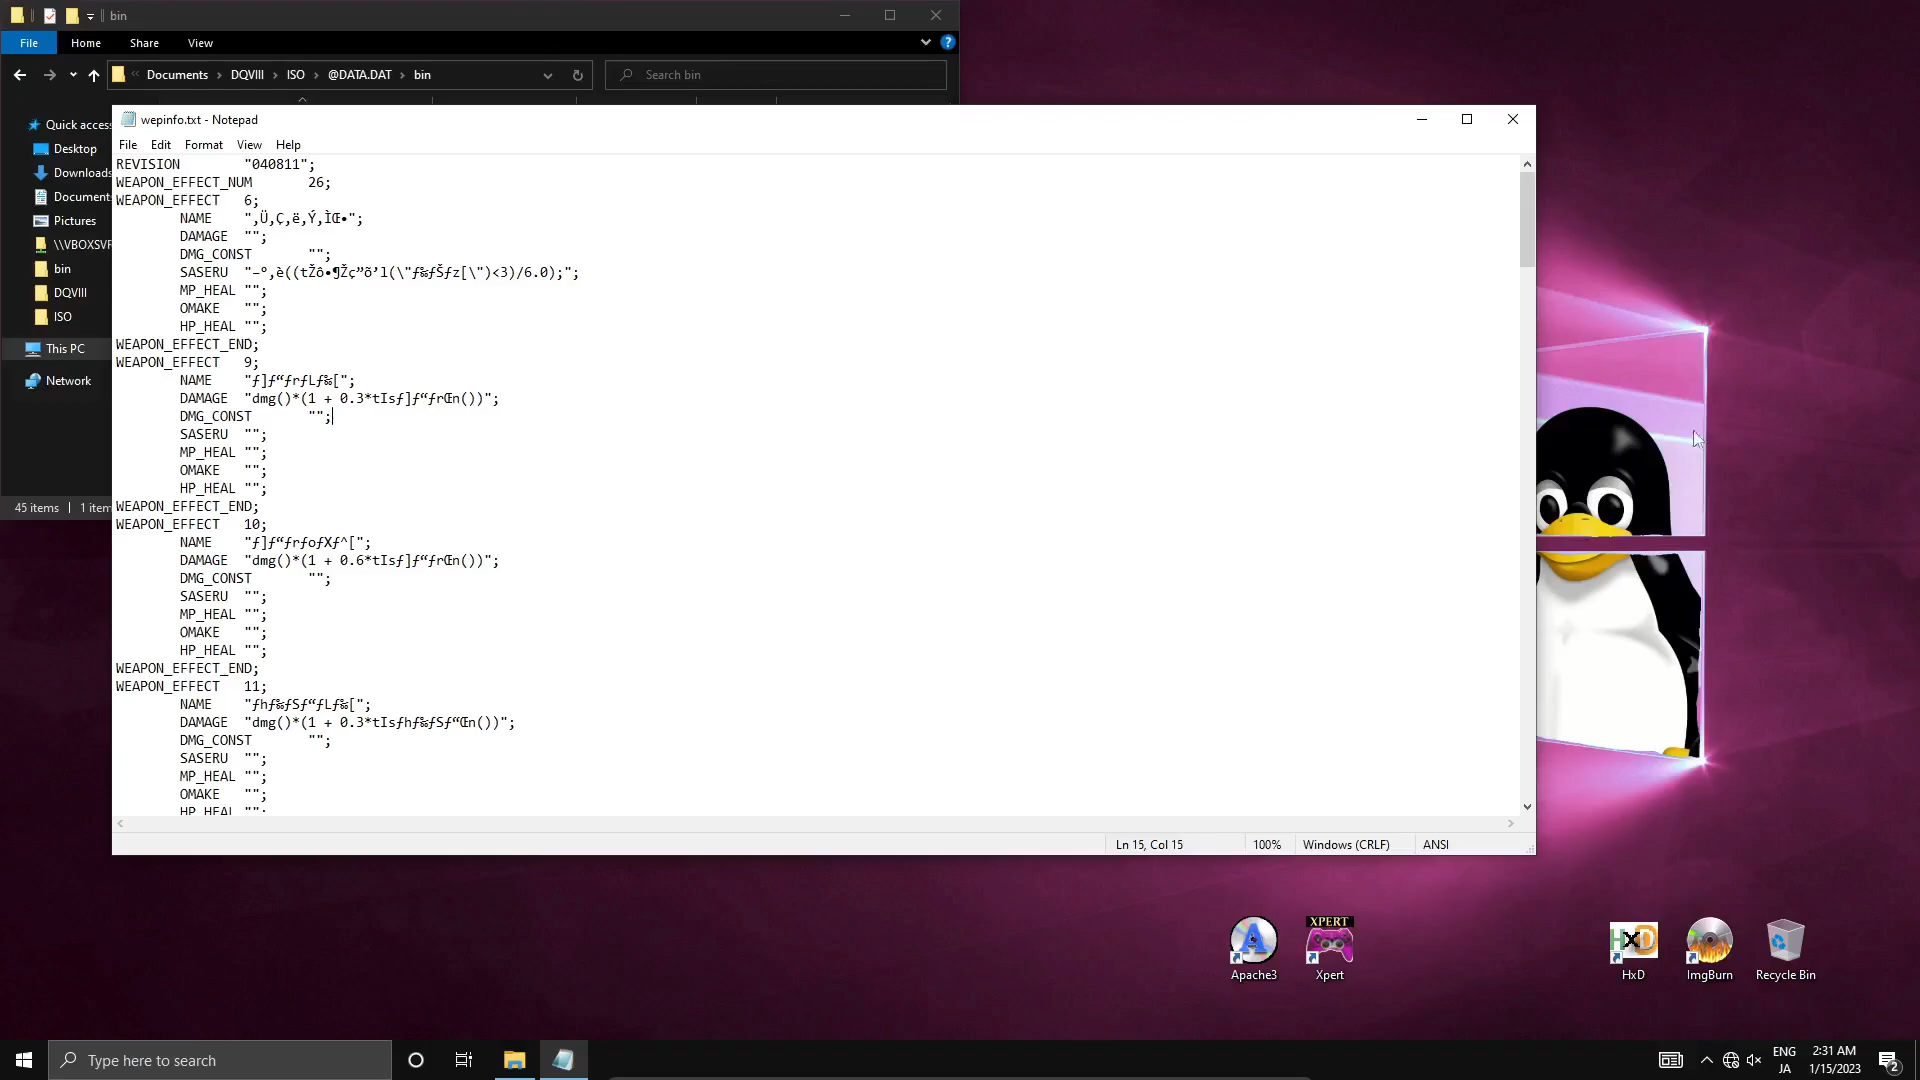 bin
File Home Share View
Documents DQVIII ISO @DATA.DAT bin
Search bin
Quick access
Desktop
Downloads
Documents
Pictures
\\VBOXSVR
bin
DQVIII
ISO
This PC
Network
45 items 1 item
wepinfo.txt - Notepad
File Edit Format View Help
REVISION "040811";
WEAPON_EFFECT_NUM 26;
WEAPON_EFFECT 6;
NAME "‚Ü‚Ç‚ë‚Ý‚ÌŒ•";
DAMAGE "";
DMG_CONST "";
SASERU "–°‚è((tŽô•¶Žç”õ’l(\"ƒ‰ƒŠƒz[\")<3)/6.0);";
MP_HEAL "";
OMAKE "";
HP_HEAL "";
WEAPON_EFFECT_END;
WEAPON_EFFECT 9;
NAME "ƒ]ƒ“ƒrƒLƒ‰[";
DAMAGE "dmg()*(1 + 0.3*tIsƒ]ƒ“ƒrŒn())";
DMG_CONST "";
SASERU "";
MP_HEAL "";
OMAKE "";
HP_HEAL "";
WEAPON_EFFECT_END;
WEAPON_EFFECT 10;
NAME "ƒ]ƒ“ƒrƒoƒXƒ^[";
DAMAGE "dmg()*(1 + 0.6*tIsƒ]ƒ“ƒrŒn())";
DMG_CONST "";
SASERU "";
MP_HEAL "";
OMAKE "";
HP_HEAL "";
WEAPON_EFFECT_END;
WEAPON_EFFECT 11;
NAME "ƒhƒ‰ƒSƒ“ƒLƒ‰[";
DAMAGE "dmg()*(1 + 0.3*tIsƒhƒ‰ƒSƒ“Œn())";
DMG_CONST "";
SASERU "";
MP_HEAL "";
OMAKE "";
HP_HEAL "";
Ln 15, Col 15 100% Windows (CRLF) ANSI
XPERT
HxD
Apache3 Xpert HxD ImgBurn Recycle Bin
Type here to search
ENG
JA
2:31 AM
1/15/2023
2